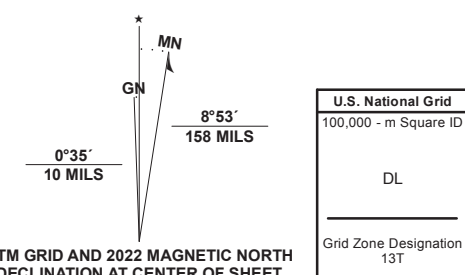 MN
GN
8°53´
158 MILS
0°35´
10 MILS
TM GRID AND 2022 MAGNETIC NORTH
DECLINATION AT CENTER OF SHEET
U.S. National Grid
100,000 - m Square ID
DL
Grid Zone Designation
13T